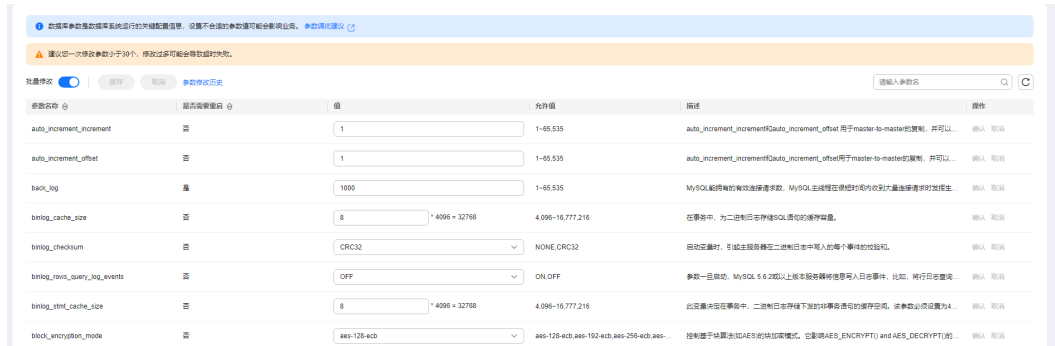 数据库参数是数据库系统运行的关键配置信息，设置不合适的参数值可能会影响业务。 参数调优建议
建议您一次修改参数小于30个，修改过多可能会导致超时失败。
批量修改 保存 取消 参数修改历史 请输入参数名
参数名称 是否需要重启 值 允许值 描述 操作
auto_increment_increment 否 1 1~65,535 auto_increment_increment和auto_increment_offset 用于master-to-master的复制，并可以... 确认 取消
auto_increment_offset 否 1 1~65,535 auto_increment_increment和auto_increment_offset用于master-to-master的复制，并可以... 确认 取消
back_log 是 1000 1~65,535 MySQL能拥有的有效连接请求数，MySQL主线程在很短时间内收到大量连接请求时发挥生... 确认 取消
binlog_cache_size 否 8 * 4096 = 32768 4,096~16,777,216 在事务中，为二进制日志存储SQL语句的缓存容量。 确认 取消
binlog_checksum 否 CRC32 NONE,CRC32 启动变量时，引起主服务器在二进制日志中写入的每个事件的校验和。 确认 取消
binlog_rows_query_log_events 否 OFF ON,OFF 参数一旦启动，MySQL 5.6.2或以上版本服务器将信息写入日志事件，比如，将行日志查询... 确认 取消
binlog_stmt_cache_size 否 8 * 4096 = 32768 4,096~16,777,216 此变量决定在事务中，二进制日志存储下发的非事务语句的缓存空间。该参数必须设置为4... 确认 取消
block_encryption_mode 否 aes-128-ecb aes-128-ecb,aes-192-ecb,aes-256-ecb,aes-... 控制基于块算法(如AES)的块加密模式。它影响AES_ENCRYPT() and AES_DECRYPT()的... 确认 取消